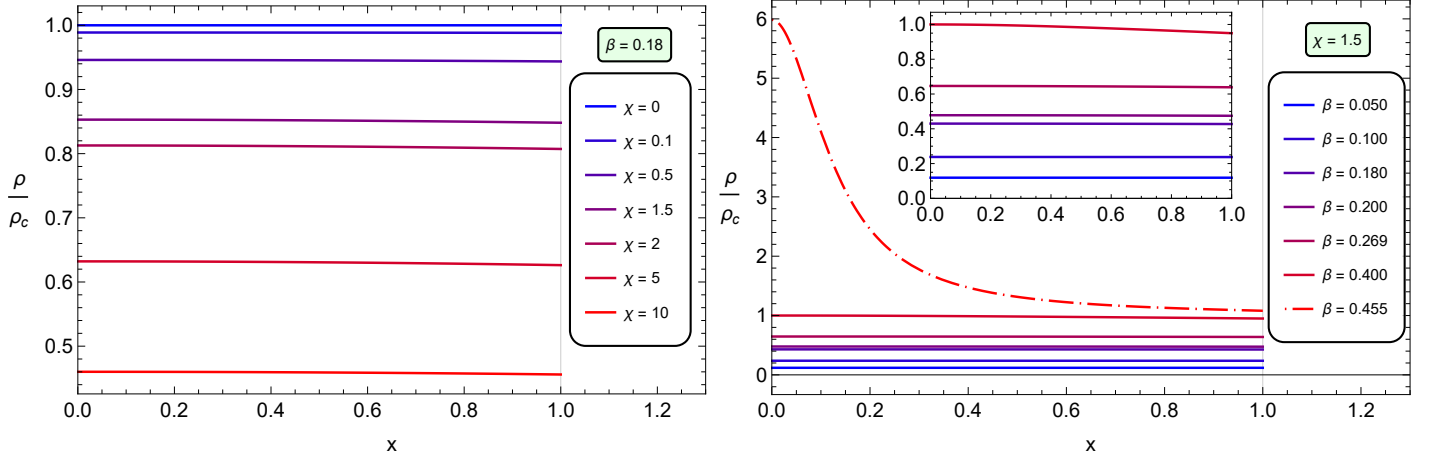 1.0
0.9
0.8
0.7
0.6
0.5
ρ
ρc
0.0 0.2 0.4 0.6 0.8 1.0 1.2
x
β = 0.18
χ = 0
χ = 0.1
χ = 0.5
χ = 1.5
χ = 2
χ = 5
χ = 10
6
5
4
3
2
1
0
ρ
ρc
0.0 0.2 0.4 0.6 0.8 1.0 1.2
x
1.0
0.8
0.6
0.4
0.2
0.0
0.0 0.2 0.4 0.6 0.8 1.0
χ = 1.5
β = 0.050
β = 0.100
β = 0.180
β = 0.200
β = 0.269
β = 0.400
β = 0.455